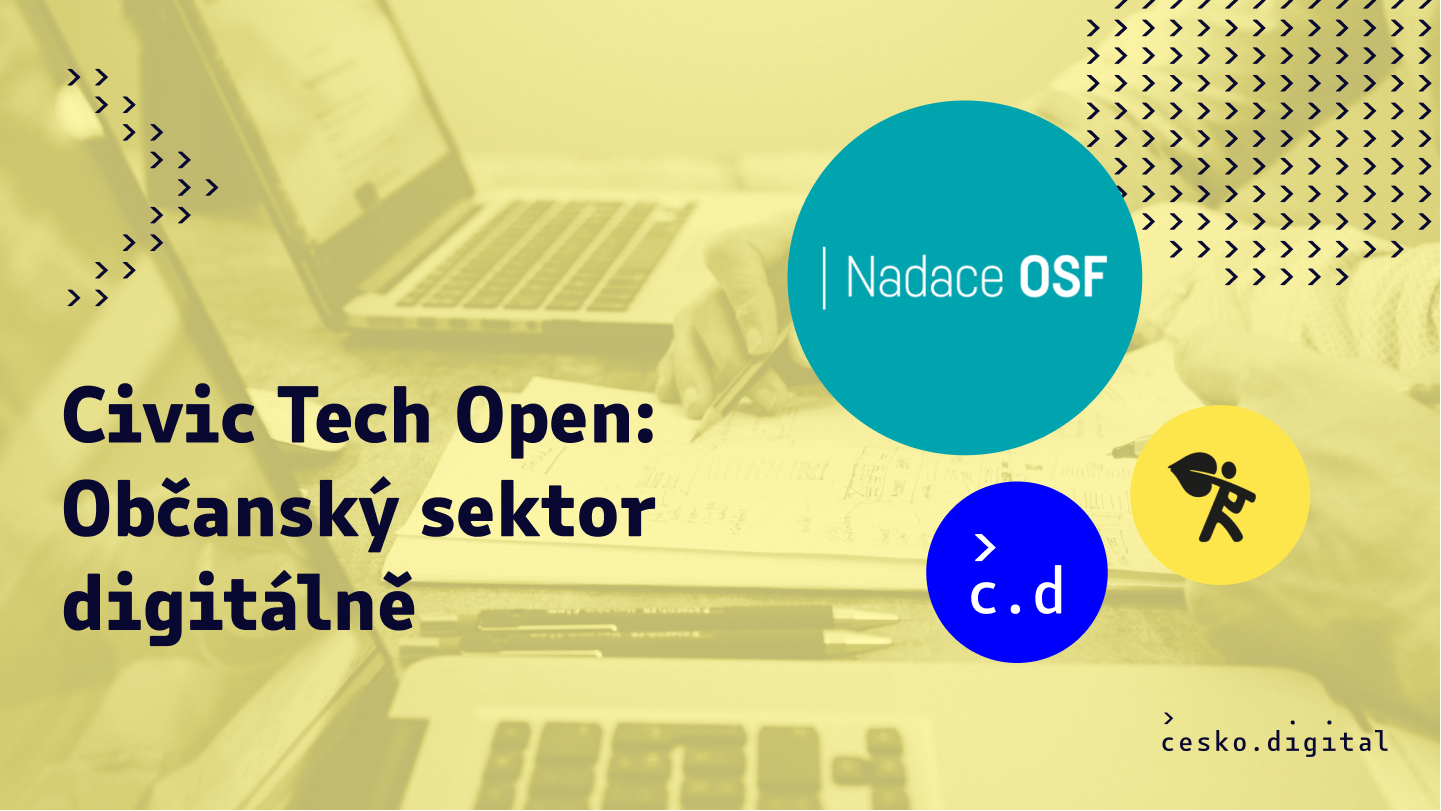 Nadace OSF
Civic Tech Open:
Občanský sektor
digitálně
c.d
cesko.digital